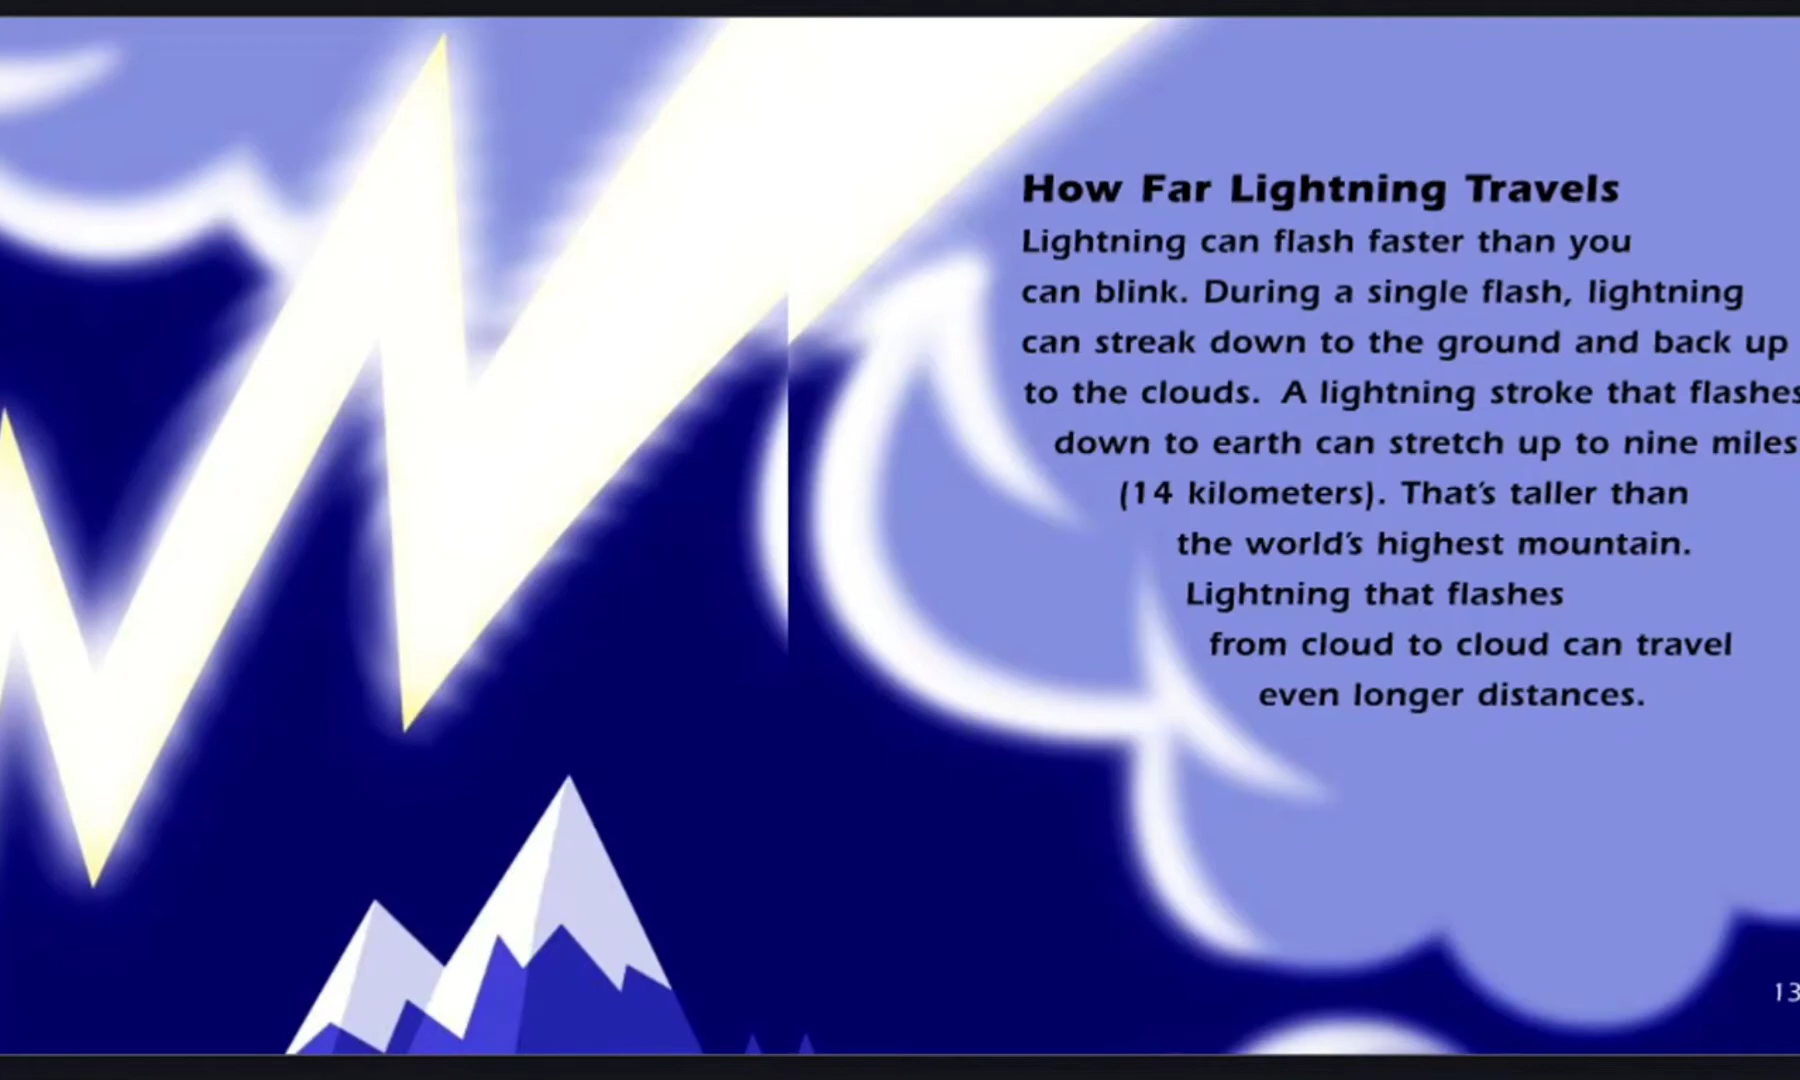 How Far Lightning Travels
Lightning can flash faster than you
can blink. During a single flash, lightning
can streak down to the ground and back up
to the clouds. A lightning stroke that flashes
down to earth can stretch up to nine miles
(14 kilometers). That's taller than
the world's highest mountain.
Lightning that flashes
from cloud to cloud can travel
even longer distances.
13